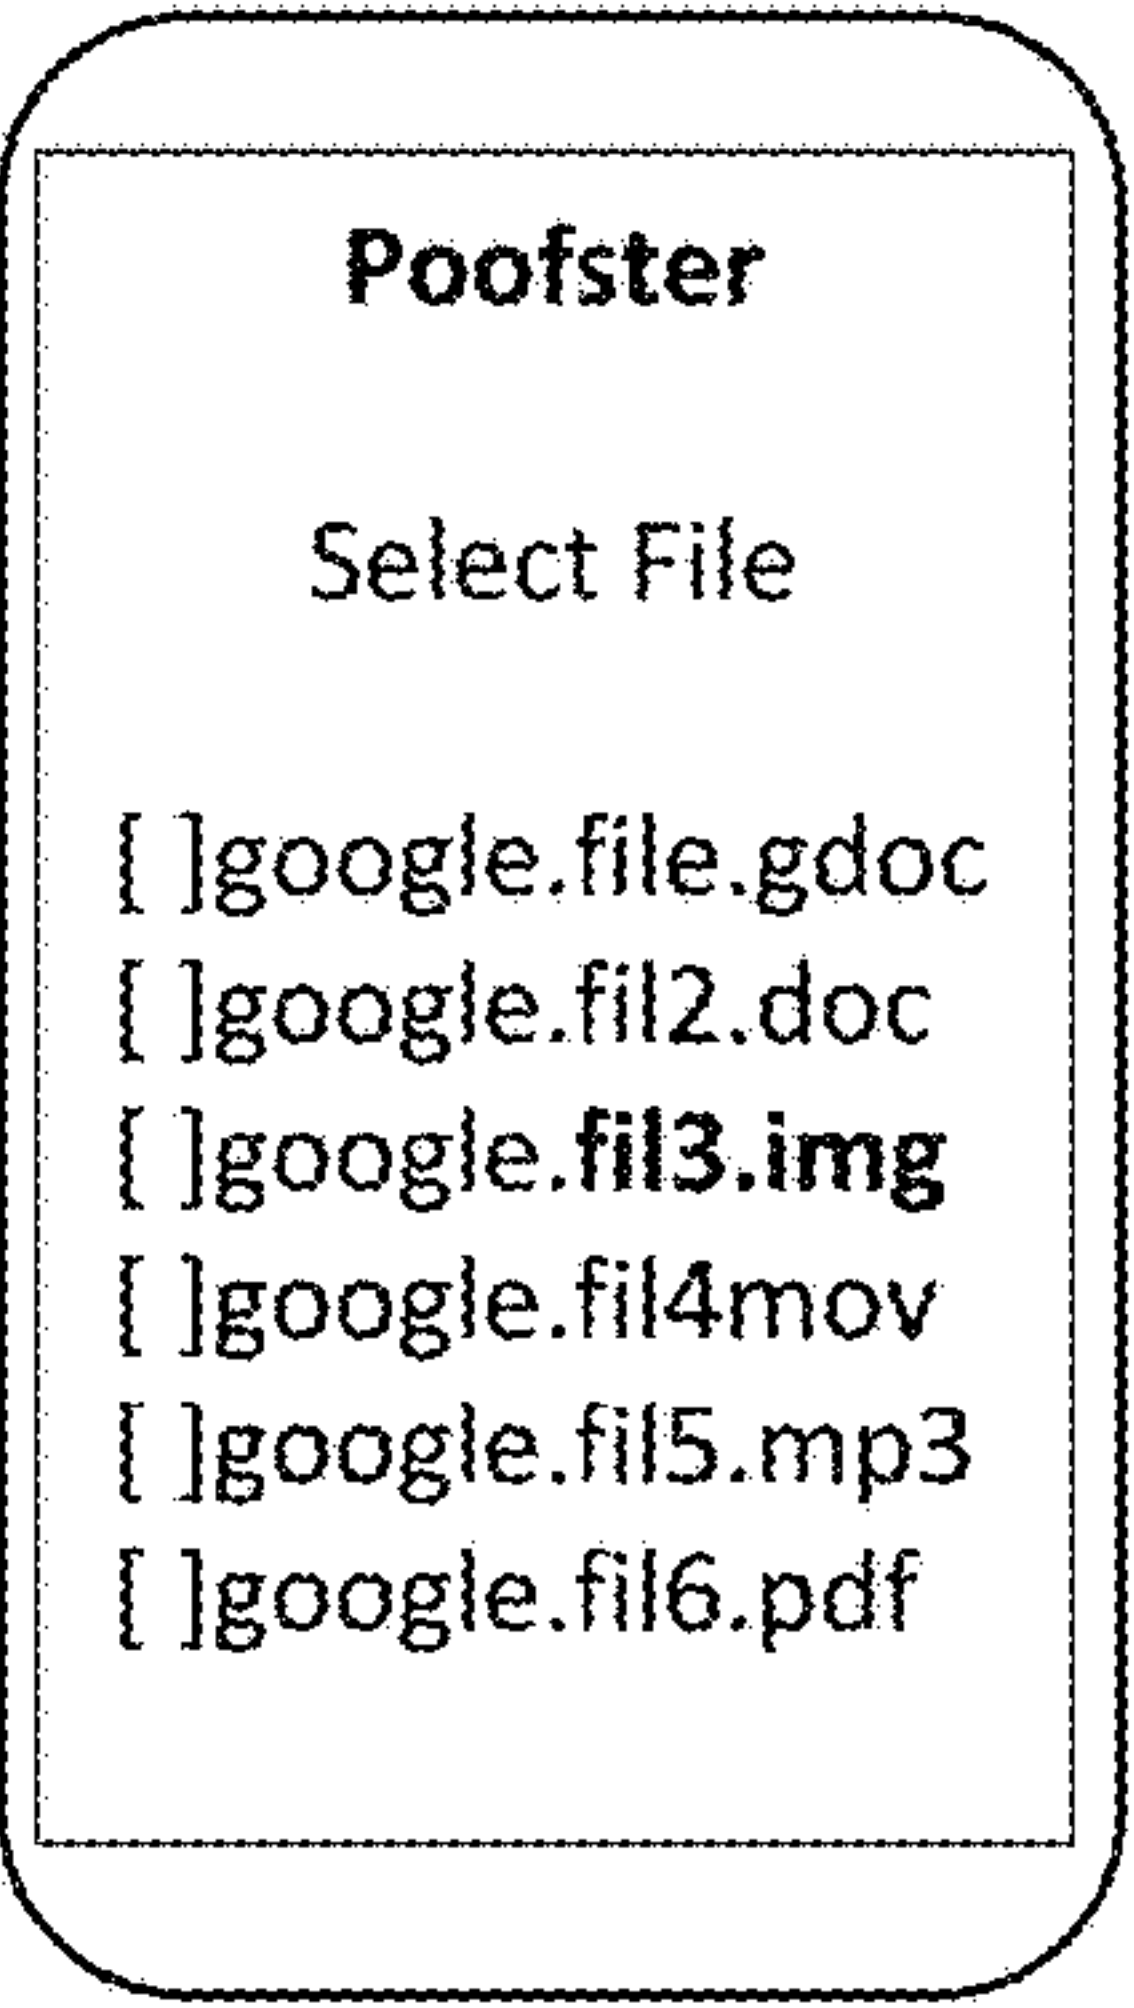 Poofster
Select File
[ ]google.file.gdoc
[ ]google.fil2.doc
[ ]google.fil3.img
[ ]google.fil4mov
[ ]google.fil5.mp3
[ ]google.fil6.pdf